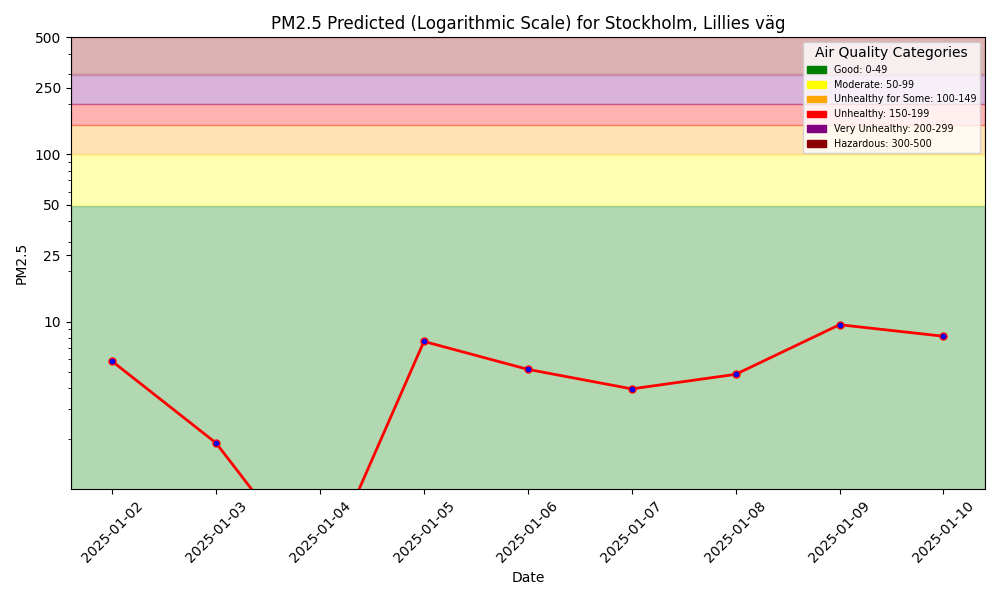 PM2.5 Predicted (Logarithmic Scale) for Stockholm, Lillies väg
500
250
100
50
25
10
PM2.5
Air Quality Categories
Good: 0-49
Moderate: 50-99
Unhealthy for Some: 100-149
Unhealthy: 150-199
Very Unhealthy: 200-299
Hazardous: 300-500
2025-01-02
2025-01-03
2025-01-04
2025-01-05
2025-01-06
2025-01-07
2025-01-08
2025-01-09
2025-01-10
Date